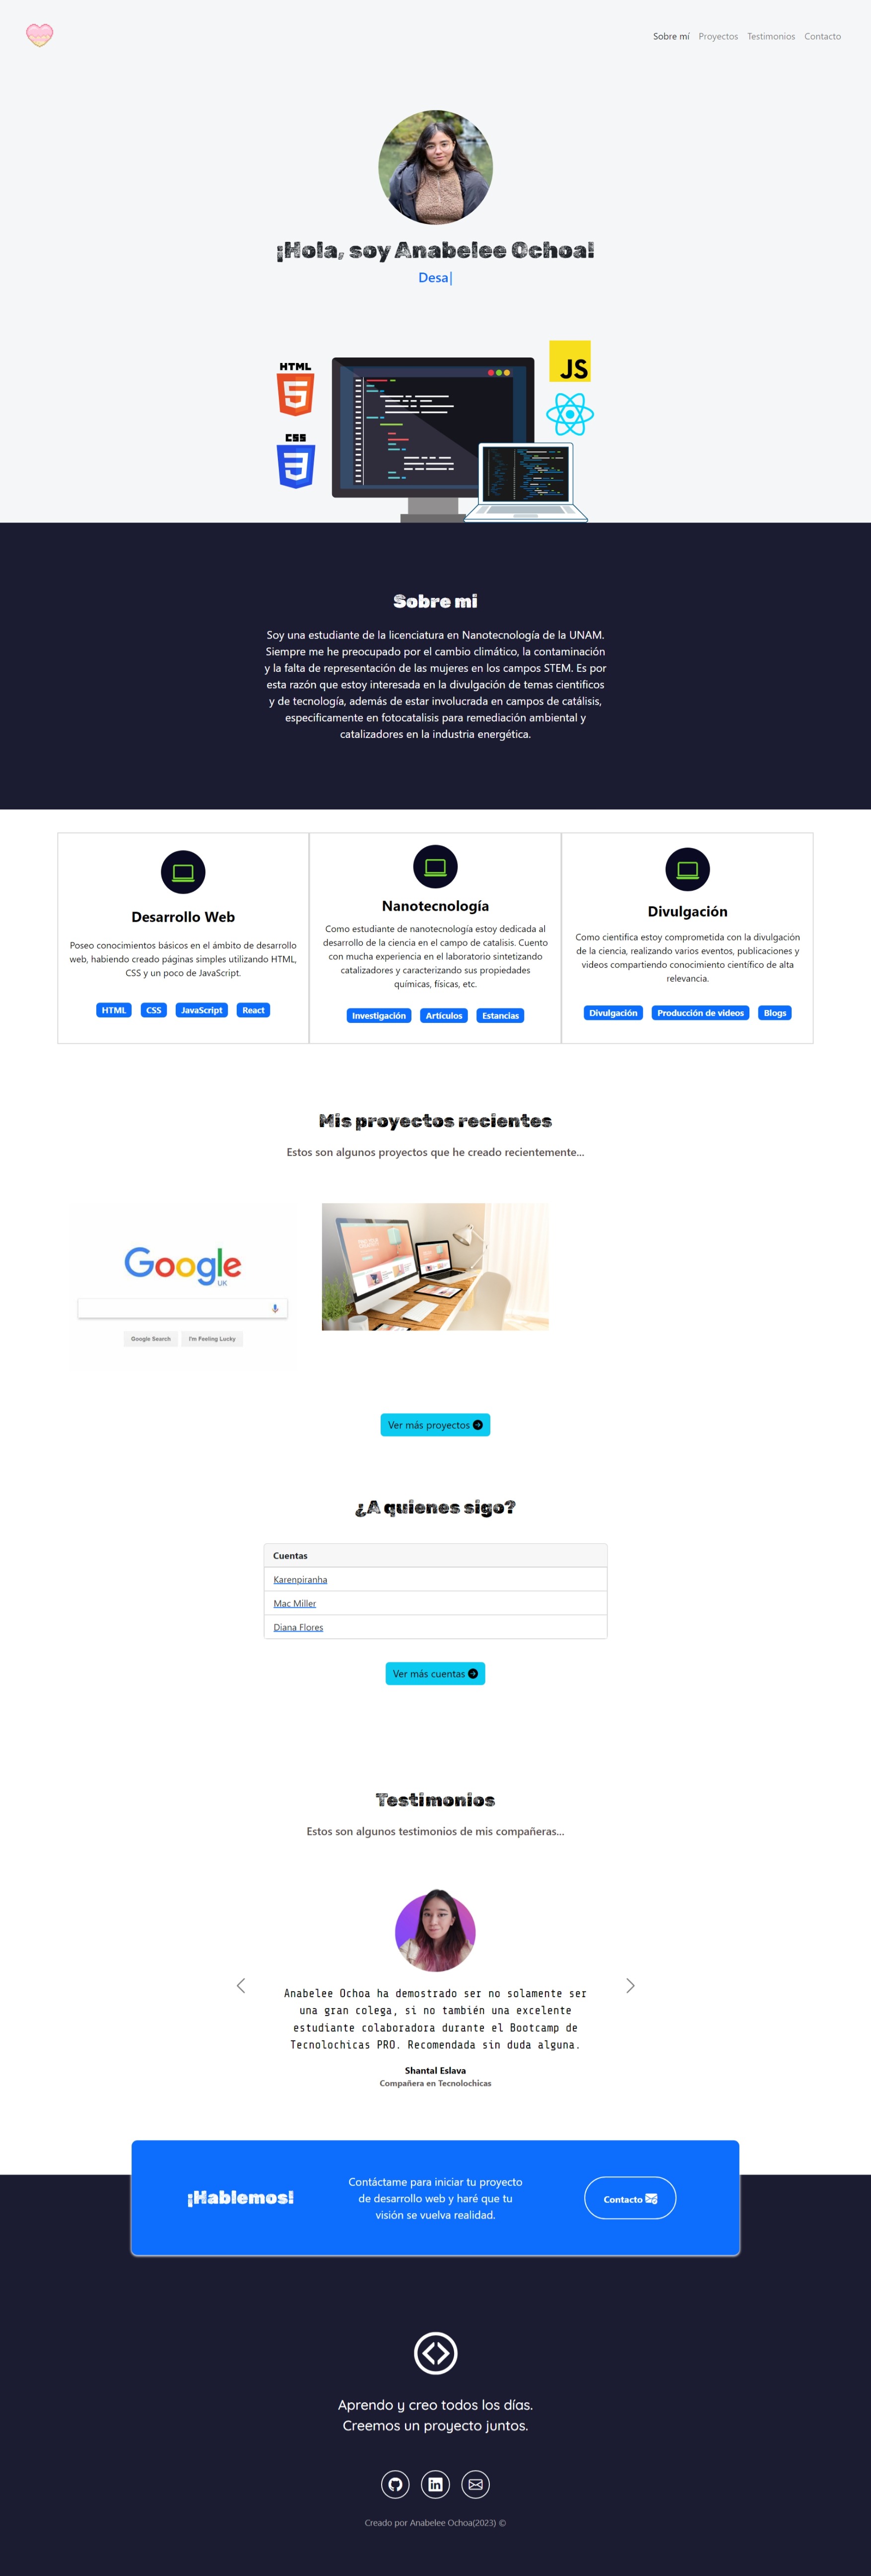 Sobre mí Proyectos Testimonios Contacto
¡Hola, soy Anabelee Ochoa!
Desa|
HTML
5
CSS
3
JS
Sobre mi
Soy una estudiante de la licenciatura en Nanotecnología de la UNAM.
Siempre me he preocupado por el cambio climático, la contaminación
y la falta de representación de las mujeres en los campos STEM. Es por
esta razón que estoy interesada en la divulgación de temas cientificos
y de tecnología, además de estar involucrada en campos de catálisis,
especificamente en fotocatalisis para remediación ambiental y
catalizadores en la industria energética.
Desarrollo Web
Poseo conocimientos básicos en el ámbito de desarrollo
web, habiendo creado páginas simples utilizando HTML,
CSS y un poco de JavaScript.
HTML CSS JavaScript React
Nanotecnología
Como estudiante de nanotecnología estoy dedicada al
desarrollo de la ciencia en el campo de catalisis. Cuento
con mucha experiencia en el laboratorio sintetizando
catalizadores y caracterizando sus propiedades
químicas, físicas, etc.
Investigación Artículos Estancias
Divulgación
Como cientifica estoy comprometida con la divulgación
de la ciencia, realizando varios eventos, publicaciones y
videos compartiendo conocimiento científico de alta
relevancia.
Divulgación Producción de videos Blogs
Mis proyectos recientes
Estos son algunos proyectos que he creado recientemente...
Google
UK
Google Search I'm Feeling Lucky
Ver más proyectos
¿A quienes sigo?
Cuentas
Karenpiranha
Mac Miller
Diana Flores
Ver más cuentas
Testimonios
Estos son algunos testimonios de mis compañeras...
Anabelee Ochoa ha demostrado ser no solamente ser
una gran colega, si no también una excelente
estudiante colaboradora durante el Bootcamp de
Tecnolochicas PRO. Recomendada sin duda alguna.
Shantal Eslava
Compañera en Tecnolochicas
¡Hablemos!
Contáctame para iniciar tu proyecto
de desarrollo web y haré que tu
visión se vuelva realidad.
Contacto
Aprendo y creo todos los días.
Creemos un proyecto juntos.
in
Creado por Anabelee Ochoa(2023) ©